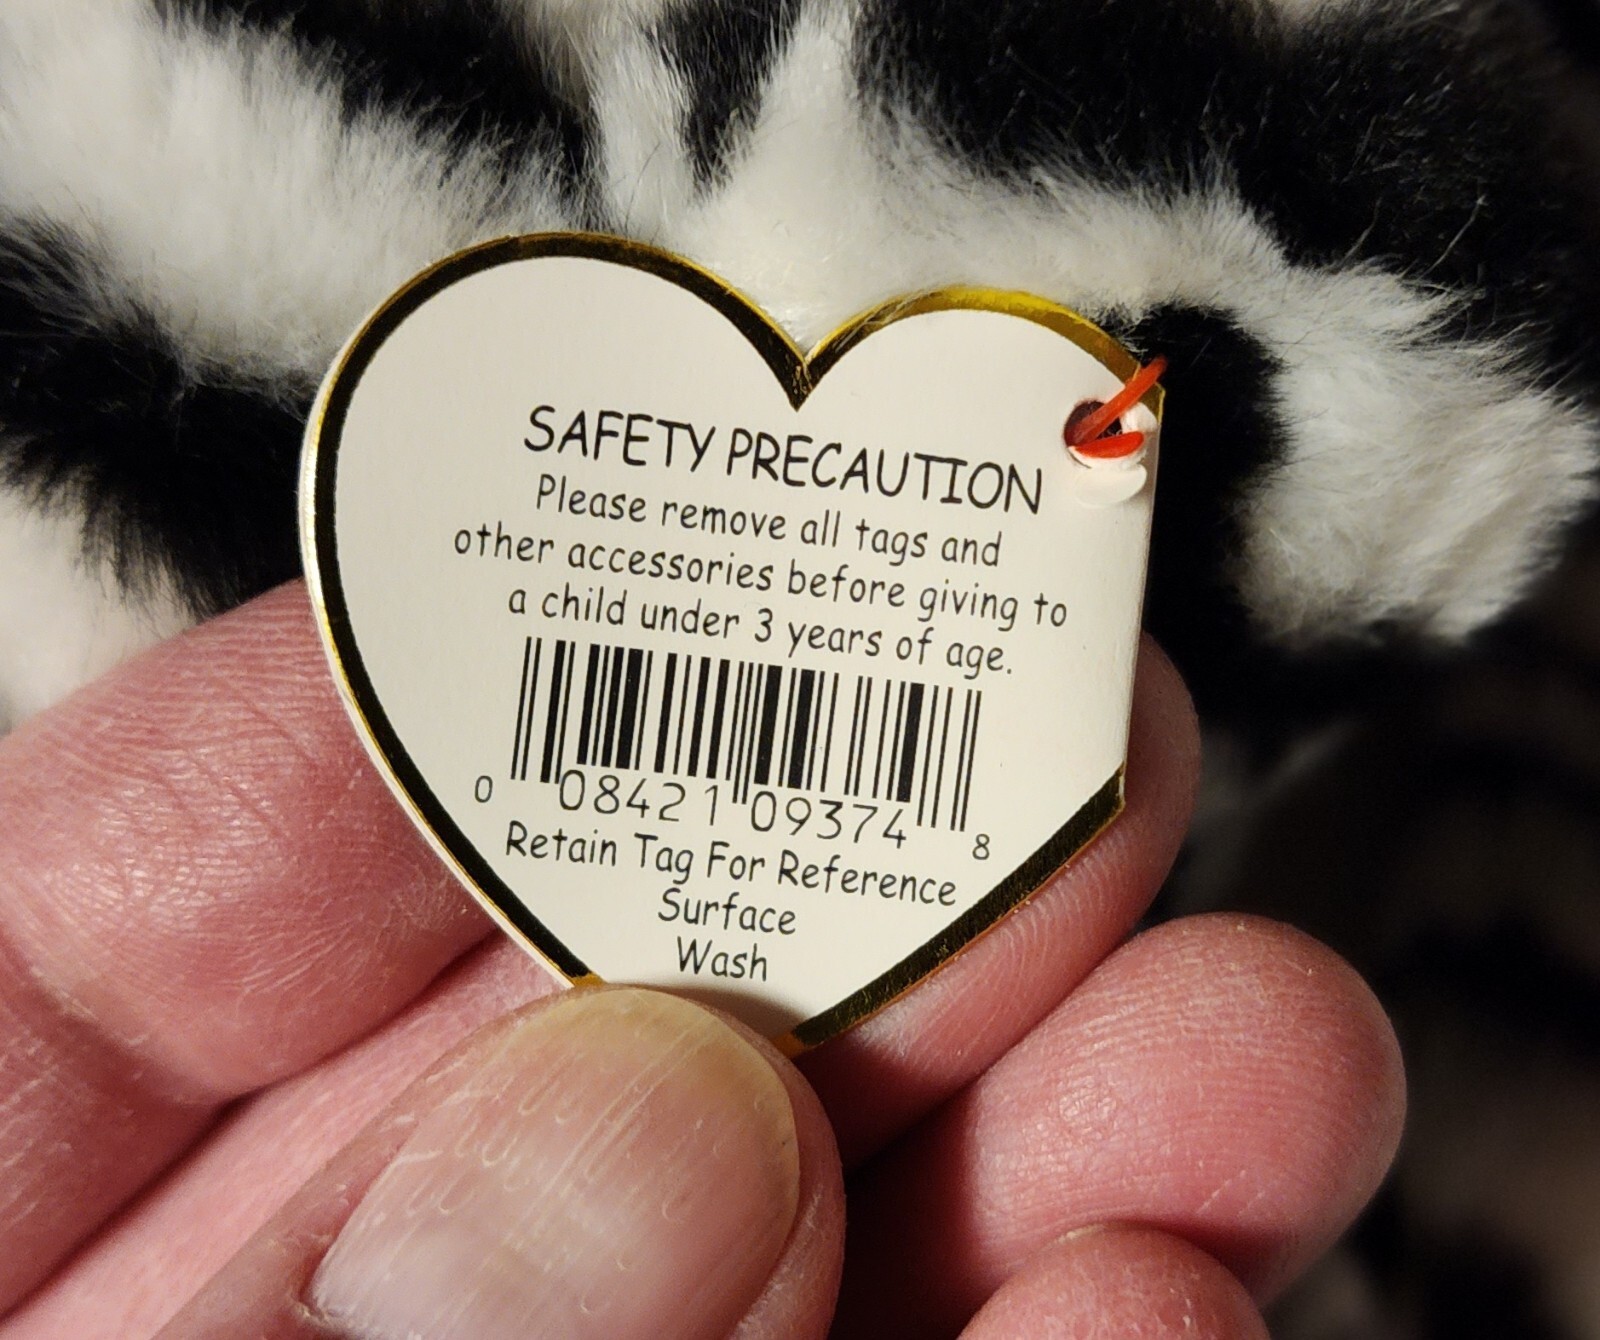 SAFETY PRECAUTION
Please remove all tags and
other accessories before giving to
a child under 3 years of age.
0 08421 09374 8
Retain Tag For Reference
Surface
Wash